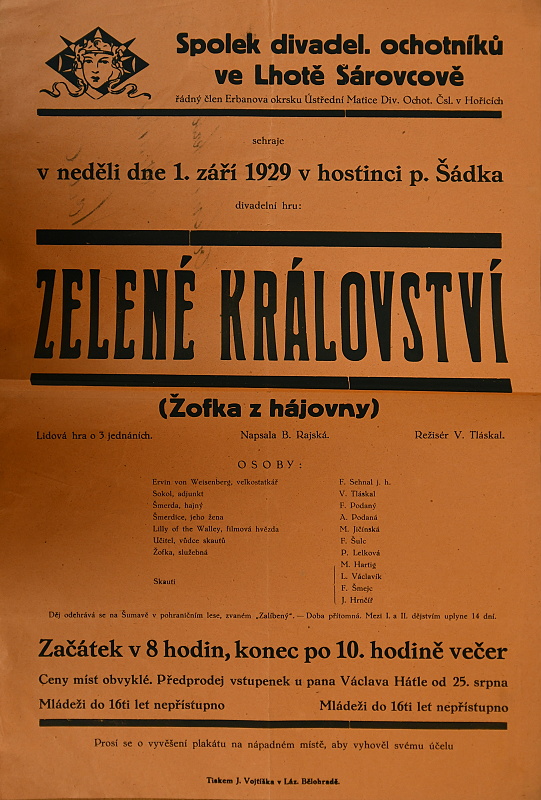 Spolek divadel. ochotníků
ve Lhotě Šárovcově
řádný člen Erbanova okrsku Ústřední Matice Div. Ochot. Čsl. v Hořicích
sehraje
v neděli dne 1. září 1929 v hostinci p. Šádka
divadelní hru:
ZELENÉ KRÁLOVSTVÍ
(Žofka z hájovny)
Lidová hra o 3 jednáních. Napsala B. Rajská. Režisér V. Tláskal.
OSOBY:
Ervín von Weisenberg, velkostatkář F. Sehnal j. h.
Sokol, adjunkt V. Tláskal
Šmerda, hajný F. Podaný
Šmerdice, jeho žena A. Podaná
Lilly of the Walley, filmová hvězda M. Jičínská
Učitel, vůdce skautů F. Šulc
Žofka, služebná P. Lelková
M. Hartig
Skauti L. Václavík
F. Šmejc
J. Hrnčíř
Děj odehrává se na Šumavě v pohraničním lese, zvaném „Zalíbený“. — Doba přítomná. Mezi I. a II. dějstvím uplyne 14 dní.
Začátek v 8 hodin, konec po 10. hodině večer
Ceny míst obvyklé. Předprodej vstupenek u pana Václava Hátle od 25. srpna
Mládeži do 16ti let nepřístupno Mládeži do 16ti let nepřístupno
Prosí se o vyvěšení plakátu na nápadném místě, aby vyhověl svému účelu
Tiskem J. Vojtíška v Láz. Bělohradě.